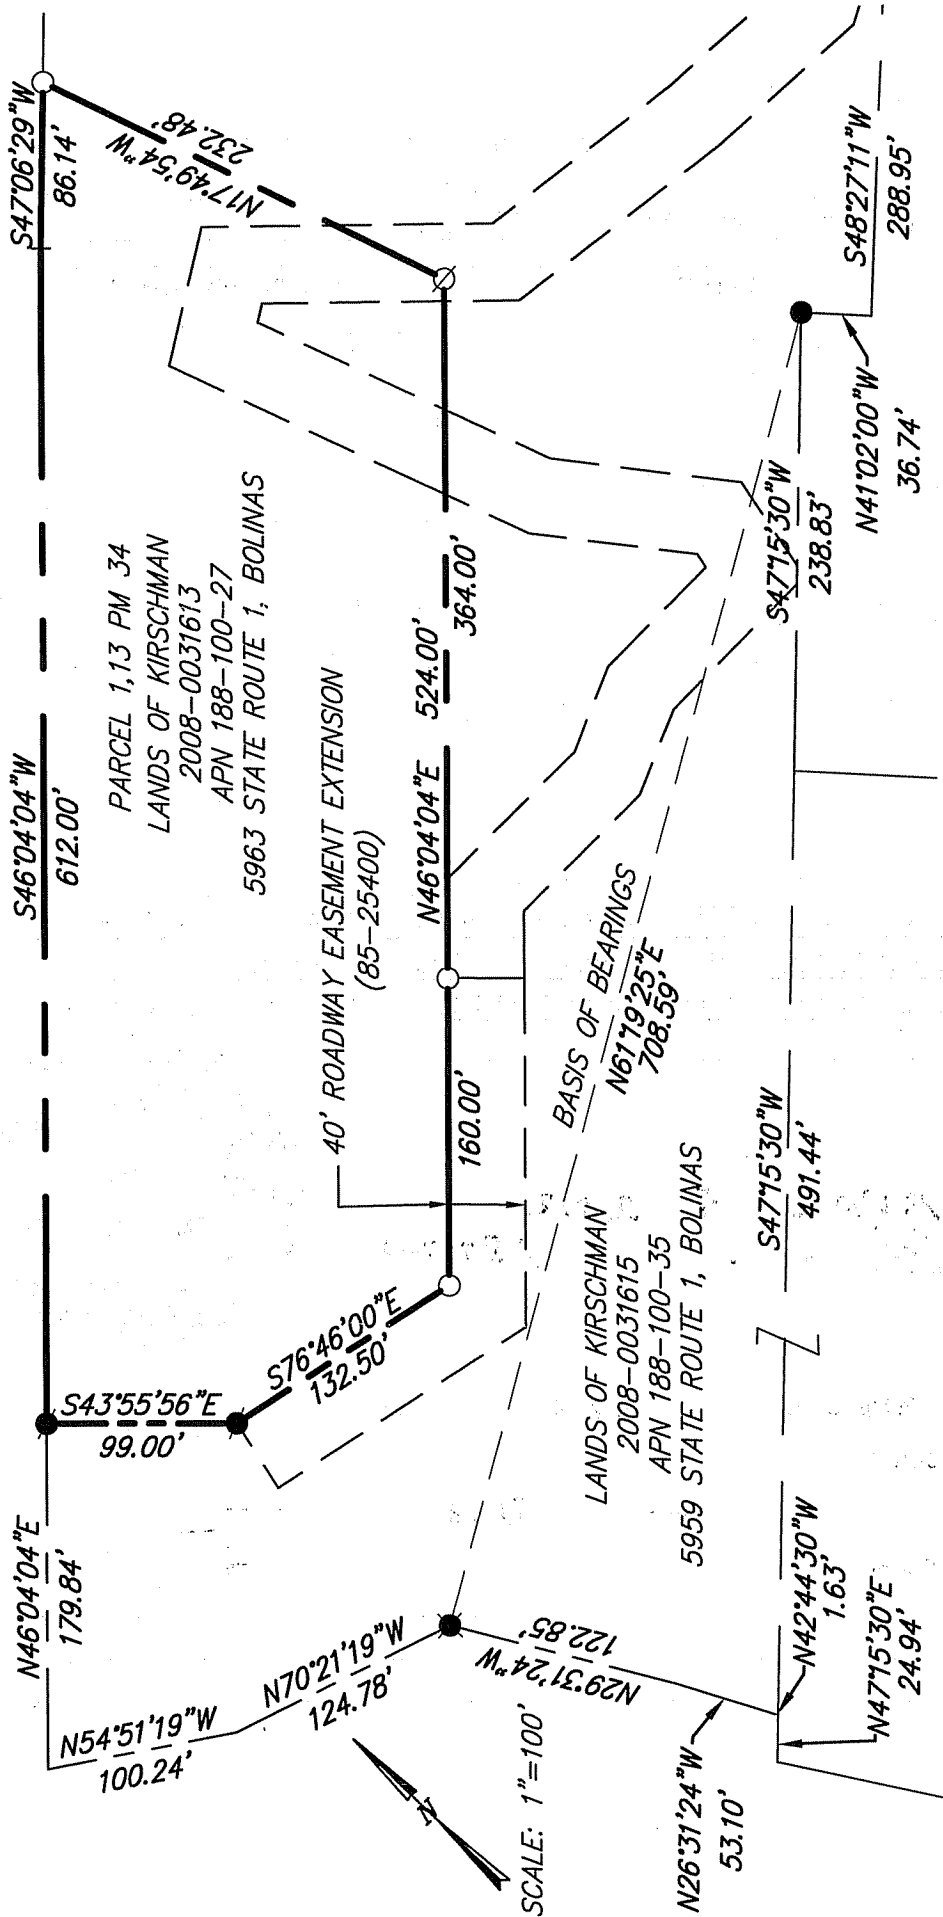 S47°06'29"W
86.14'
N17°49'54"W
232.48'
S46°04'04"W
612.00'
PARCEL 1,13 PM 34
LANDS OF KIRSCHMAN
2008-0031613
APN 188-100-27
5963 STATE ROUTE 1, BOLINAS
40' ROADWAY EASEMENT EXTENSION
(85-25400)
N46°04'04"E
524.00'
364.00'
160.00'
S43°55'56"E
99.00'
S76°46'00"E
132.50'
N46°04'04"E
179.84'
N54°51'19"W
100.24'
N70°21'19"W
124.78'
N
SCALE: 1"=100'
BASIS OF BEARINGS
N61°19'25"E
708.59'
LANDS OF KIRSCHMAN
2008-0031615
APN 188-100-35
5959 STATE ROUTE 1, BOLINAS
N29°31'24"W
122.85'
N26°31'24"W
53.10'
N42°44'30"W
1.63'
N47°15'30"E
24.94'
S47°15'30"W
491.44'
S47°15'30"W
238.83'
N41°02'00"W
36.74'
S48°27'11"W
288.95'